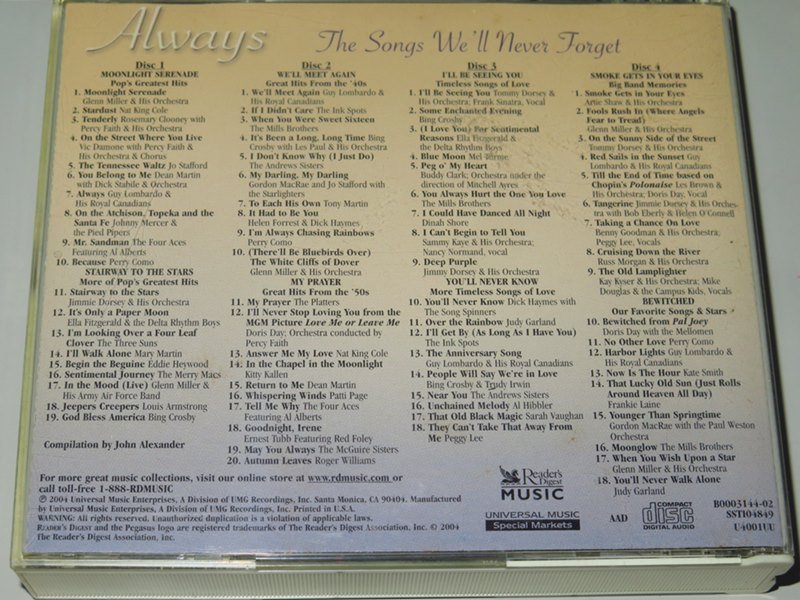 Always The Songs We'll Never Forget
Disc 1
MOONLIGHT SERENADE
Pop's Greatest Hits
1. Moonlight Serenade
Glenn Miller & His Orchestra
2. Stardust Nat King Cole
3. Tenderly Rosemary Clooney with
Percy Faith & His Orchestra
4. On the Street Where You Live
Vic Damone with Percy Faith &
His Orchestra & Chorus
5. The Tennessee Waltz Jo Stafford
6. You Belong to Me Dean Martin
with Dick Stabile & Orchestra
7. Always Guy Lombardo &
His Royal Canadians
8. On the Atchison, Topeka and the
Santa Fe Johnny Mercer &
the Pied Pipers
9. Mr. Sandman The Four Aces
Featuring Al Alberts
10. Because Perry Como
STAIRWAY TO THE STARS
More of Pop's Greatest Hits
11. Stairway to the Stars
Jimmie Dorsey & His Orchestra
12. It's Only a Paper Moon
Ella Fitzgerald & the Delta Rhythm Boys
13. I'm Looking Over a Four Leaf
Clover The Three Suns
14. I'll Walk Alone Mary Martin
15. Begin the Beguine Eddie Heywood
16. Sentimental Journey The Merry Macs
17. In the Mood (Live) Glenn Miller &
His Army Air Force Band
18. Jeepers Creepers Louis Armstrong
19. God Bless America Bing Crosby
Compilation by John Alexander
Disc 2
WE'LL MEET AGAIN
Great Hits From the '40s
1. We'll Meet Again Guy Lombardo &
His Royal Canadians
2. If I Didn't Care The Ink Spots
3. When You Were Sweet Sixteen
The Mills Brothers
4. It's Been a Long, Long Time Bing
Crosby with Les Paul & His Orchestra
5. I Don't Know Why (I Just Do)
The Andrews Sisters
6. My Darling, My Darling
Gordon MacRae and Jo Stafford with
the Starlighters
7. To Each His Own Tony Martin
8. It Had to Be You
Helen Forrest & Dick Haymes
9. I'm Always Chasing Rainbows
Perry Como
10. (There'll Be Bluebirds Over)
The White Cliffs of Dover
Glenn Miller & His Orchestra
MY PRAYER
Great Hits From the '50s
11. My Prayer The Platters
12. I'll Never Stop Loving You from the
MGM Picture Love Me or Leave Me
Doris Day; Orchestra conducted by
Percy Faith
13. Answer Me My Love Nat King Cole
14. In the Chapel in the Moonlight
Kitty Kallen
15. Return to Me Dean Martin
16. Whispering Winds Patti Page
17. Tell Me Why The Four Aces
Featuring Al Alberts
18. Goodnight, Irene
Ernest Tubb Featuring Red Foley
19. May You Always The McGuire Sisters
20. Autumn Leaves Roger Williams
Disc 3
I'LL BE SEEING YOU
Timeless Songs of Love
1. I'll Be Seeing You Tommy Dorsey &
His Orchestra; Frank Sinatra, Vocal
2. Some Enchanted Evening
Bing Crosby
3. (I Love You) For Sentimental
Reasons Ella Fitzgerald &
the Delta Rhythm Boys
4. Blue Moon Mel Torme
5. Peg o' My Heart
Buddy Clark; Orchestra under the
direction of Mitchell Ayres
6. You Always Hurt the One You Love
The Mills Brothers
7. I Could Have Danced All Night
Dinah Shore
8. I Can't Begin to Tell You
Sammy Kaye & His Orchestra;
Nancy Norman, vocal
9. Deep Purple
Jimmy Dorsey & His Orchestra
YOU'LL NEVER KNOW
More Timeless Songs of Love
10. You'll Never Know Dick Haymes with
The Song Spinners
11. Over the Rainbow Judy Garland
12. I'll Get By (As Long As I Have You)
The Ink Spots
13. The Anniversary Song
Guy Lombardo & His Royal Canadians
14. People Will Say We're in Love
Bing Crosby & Trudy Irwin
15. Near You The Andrews Sisters
16. Unchained Melody Al Hibbler
17. That Old Black Magic Sarah Vaughan
18. They Can't Take That Away From
Me Peggy Lee
Disc 4
SMOKE GETS IN YOUR EYES
Big Band Memories
1. Smoke Gets in Your Eyes
Artie Shaw & His Orchestra
2. Fools Rush In (Where Angels
Fear to Tread)
Glenn Miller & His Orchestra
3. On the Sunny Side of the Street
Tommy Dorsey & His Orchestra
4. Red Sails in the Sunset Guy
Lombardo & His Royal Canadians
5. Till the End of Time based on
Chopin's Polonaise Les Brown &
His Orchestra; Doris Day, Vocal
6. Tangerine Jimmie Dorsey & His Orches-
tra with Bob Eberly & Helen O'Connell
7. Taking a Chance On Love
Benny Goodman & His Orchestra;
Peggy Lee, Vocals
8. Cruising Down the River
Russ Morgan & His Orchestra
9. The Old Lamplighter
Kay Kyser & His Orchestra; Mike
Douglas & the Campus Kids, Vocals
BEWITCHED
Our Favorite Songs & Stars
10. Bewitched from Pal Joey
Doris Day with the Mellomen
11. No Other Love Perry Como
12. Harbor Lights Guy Lombardo &
His Royal Canadians
13. Now Is the Hour Kate Smith
14. That Lucky Old Sun (Just Rolls
Around Heaven All Day)
Frankie Laine
15. Younger Than Springtime
Gordon MacRae with the Paul Weston
Orchestra
16. Moonglow The Mills Brothers
17. When You Wish Upon a Star
Glenn Miller & His Orchestra
18. You'll Never Walk Alone
Judy Garland
For more great music collections, visit our online store at www.rdmusic.com or
call toll-free 1-888-RDMUSIC
℗ 2004 Universal Music Enterprises, A Division of UMG Recordings, Inc. Santa Monica, CA 90404. Manufactured
by Universal Music Enterprises, A Division of UMG Recordings, Inc. Printed in U.S.A.
WARNING: All rights reserved. Unauthorized duplication is a violation of applicable laws.
READER'S DIGEST and the Pegasus logo are registered trademarks of The Reader's Digest Association, Inc. © 2004
The Reader's Digest Association, Inc.
Reader's
Digest
MUSIC
UNIVERSAL MUSIC
Special Markets
AAD
COMPACT
disc
DIGITAL AUDIO
B0003144-02
SST104849
U4001UU